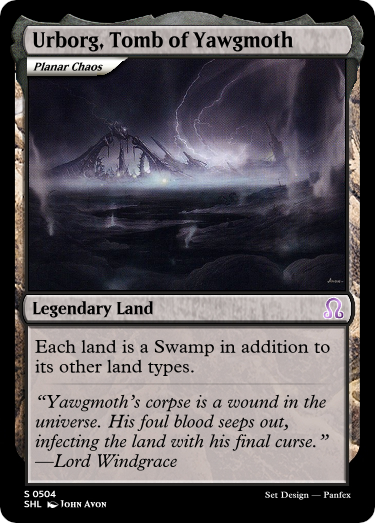 Urborg, Tomb of Yawgmoth
Planar Chaos
Legendary Land
Each land is a Swamp in addition to
its other land types.
“Yawgmoth’s corpse is a wound in the
universe. His foul blood seeps out,
infecting the land with his final curse.”
—Lord Windgrace
S 0504
SHL John Avon
Set Design — Panfex